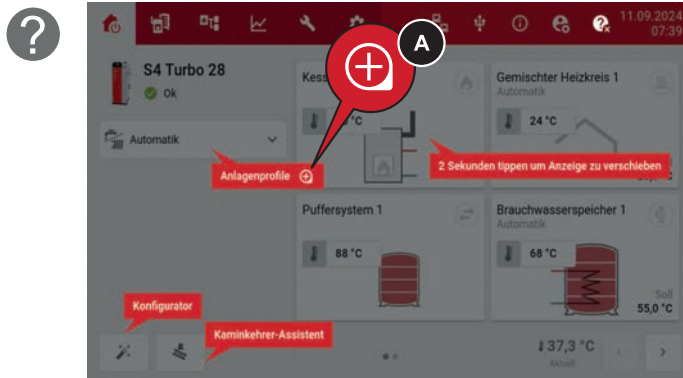 ?
11.09.2024
07:39
A
S4 Turbo 28
Ok
Automatik
Anlagenprofile
Kess
°C
Gemischter Heizkreis 1
Automatik
24 °C
2 Sekunden tippen um Anzeige zu verschieben
Puffersystem 1
88 °C
Brauchwasserspeicher 1
Automatik
68 °C
Soll
55,0 °C
Konfigurator
Kaminkehrer-Assistent
37,3 °C
Aktuell